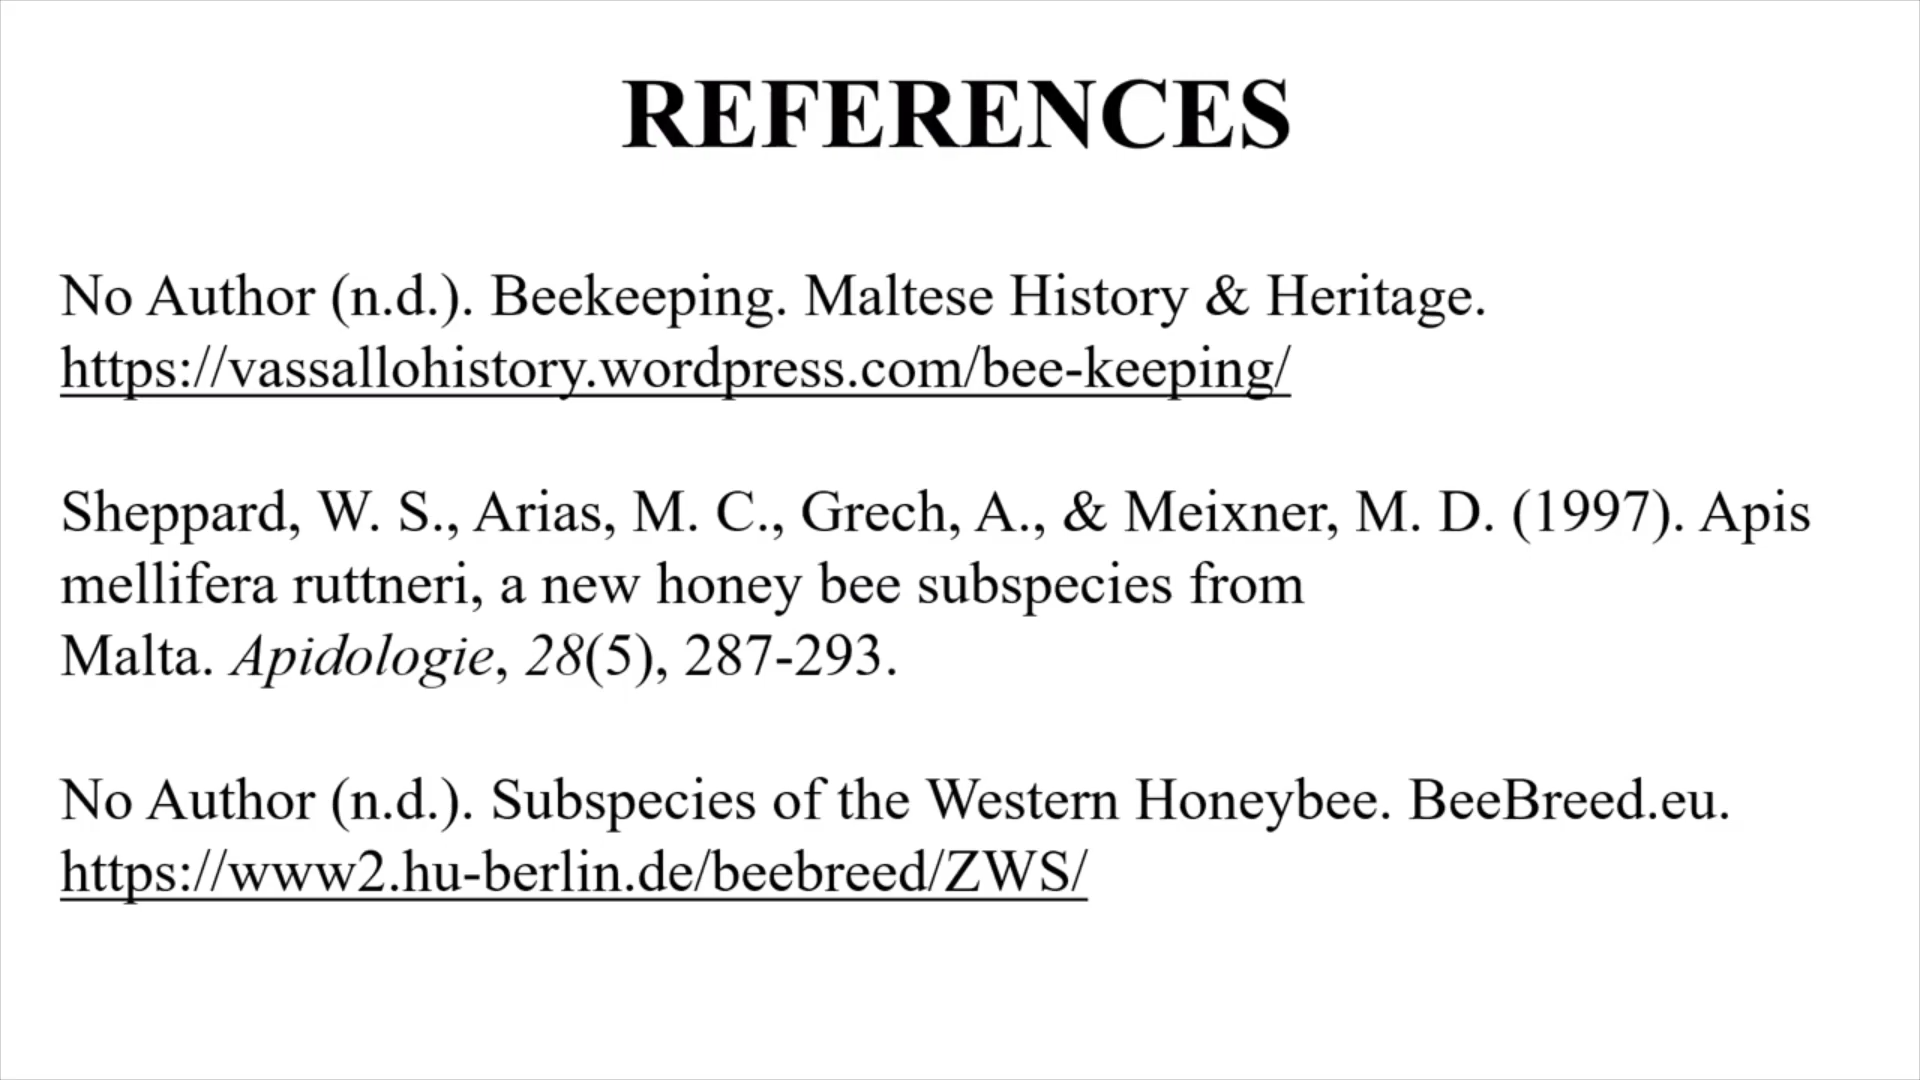 REFERENCES
No Author (n.d.). Beekeeping. Maltese History & Heritage.
https://vassallohistory.wordpress.com/bee-keeping/
Sheppard, W. S., Arias, M. C., Grech, A., & Meixner, M. D. (1997). Apis
mellifera ruttneri, a new honey bee subspecies from
Malta. Apidologie, 28(5), 287-293.
No Author (n.d.). Subspecies of the Western Honeybee. BeeBreed.eu.
https://www2.hu-berlin.de/beebreed/ZWS/